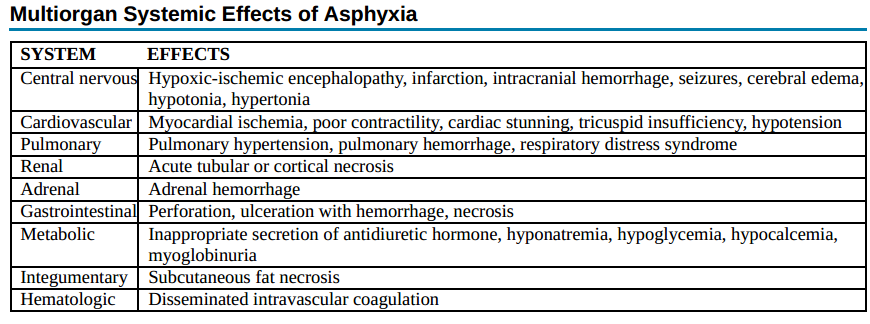 Multiorgan Systemic Effects of Asphyxia
SYSTEM EFFECTS
Central nervous Hypoxic-ischemic encephalopathy, infarction, intracranial hemorrhage, seizures, cerebral edema,
hypotonia, hypertonia
Cardiovascular Myocardial ischemia, poor contractility, cardiac stunning, tricuspid insufficiency, hypotension
Pulmonary Pulmonary hypertension, pulmonary hemorrhage, respiratory distress syndrome
Renal Acute tubular or cortical necrosis
Adrenal Adrenal hemorrhage
Gastrointestinal Perforation, ulceration with hemorrhage, necrosis
Metabolic Inappropriate secretion of antidiuretic hormone, hyponatremia, hypoglycemia, hypocalcemia,
myoglobinuria
Integumentary Subcutaneous fat necrosis
Hematologic Disseminated intravascular coagulation